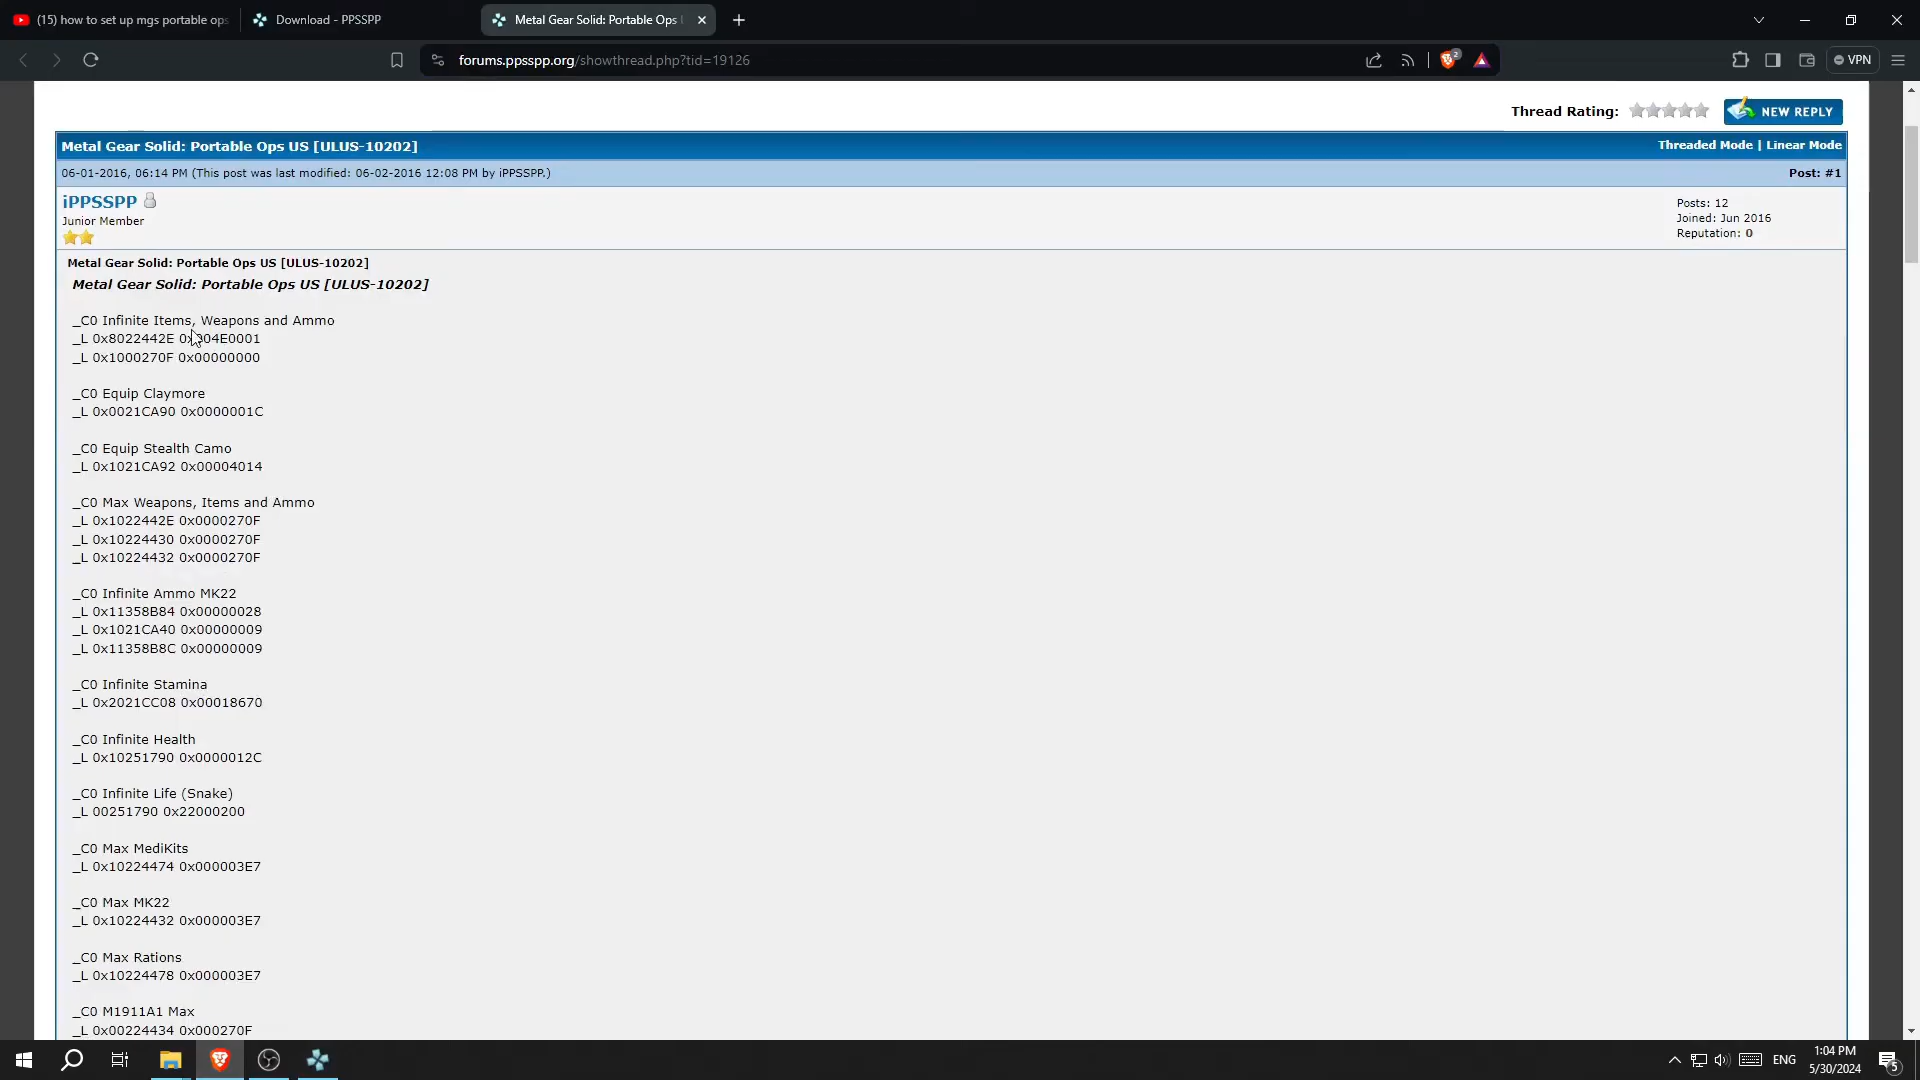 (15) how to set up mgs portable ops
Download - PPSSPP
Metal Gear Solid: Portable Ops
forums.ppsspp.org/showthread.php?tid=19126
2
VPN
Thread Rating:
NEW REPLY
Metal Gear Solid: Portable Ops US [ULUS-10202]
Threaded Mode | Linear Mode
06-01-2016, 06:14 PM (This post was last modified: 06-02-2016 12:08 PM by iPPSSPP.)
Post: #1
iPPSSPP
Junior Member
Posts: 12
Joined: Jun 2016
Reputation: 0
Metal Gear Solid: Portable Ops US [ULUS-10202]
Metal Gear Solid: Portable Ops US [ULUS-10202]
_C0 Infinite Items, Weapons and Ammo
_L 0x8022442E
_L 0x1000270F 0x00000000
_C0 Equip Claymore
_L 0x0021CA90 0x0000001C
_C0 Equip Stealth Camo
_L 0x1021CA92 0x00004014
_C0 Max Weapons, Items and Ammo
_L 0x1022442E 0x0000270F
_L 0x10224430 0x0000270F
_L 0x10224432 0x0000270F
_C0 Infinite Ammo MK22
_L 0x11358B84 0x00000028
_L 0x1021CA40 0x00000009
_L 0x11358B8C 0x00000009
_C0 Infinite Stamina
_L 0x2021CC08 0x00018670
_C0 Infinite Health
_L 0x10251790 0x0000012C
_C0 Infinite Life (Snake)
_L 00251790 0x22000200
_C0 Max MediKits
_L 0x10224474 0x000003E7
_C0 Max MK22
_L 0x10224432 0x000003E7
_C0 Max Rations
_L 0x10224478 0x000003E7
_C0 M1911A1 Max
_L 0x00224434 0x000270F
ENG
1:04 PM
5/30/2024
5